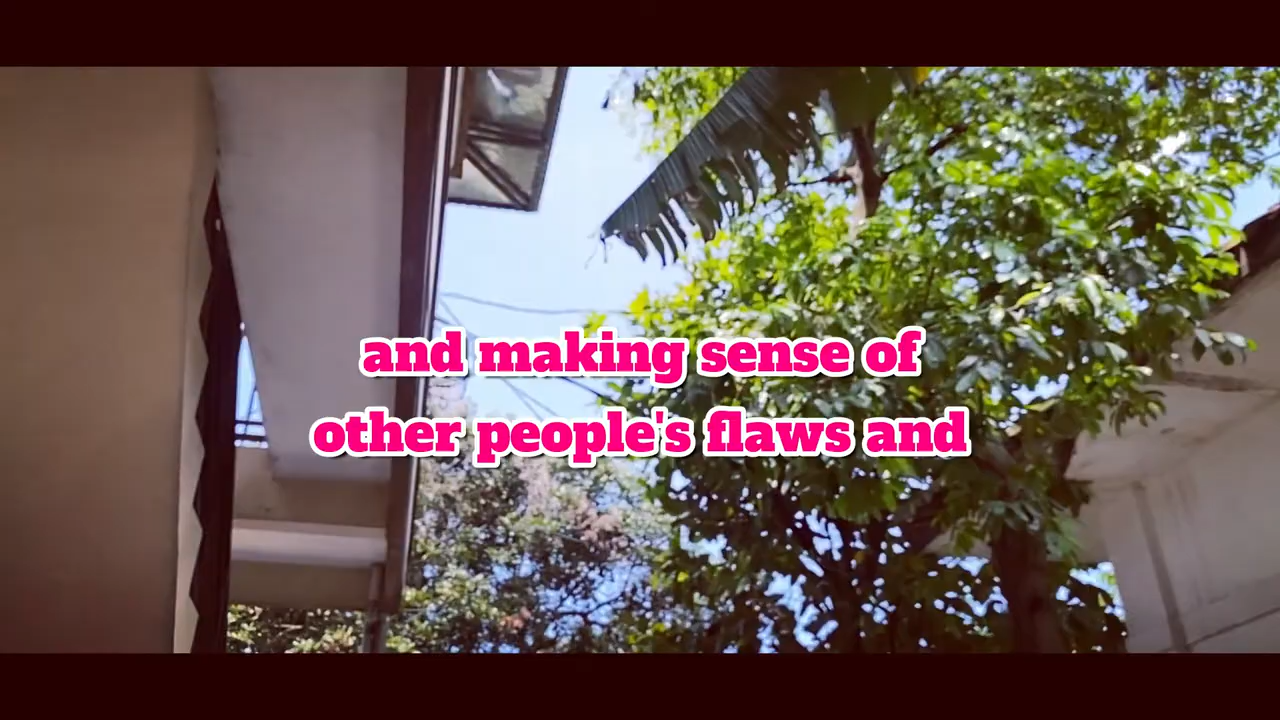 and making sense of
other people's flaws and